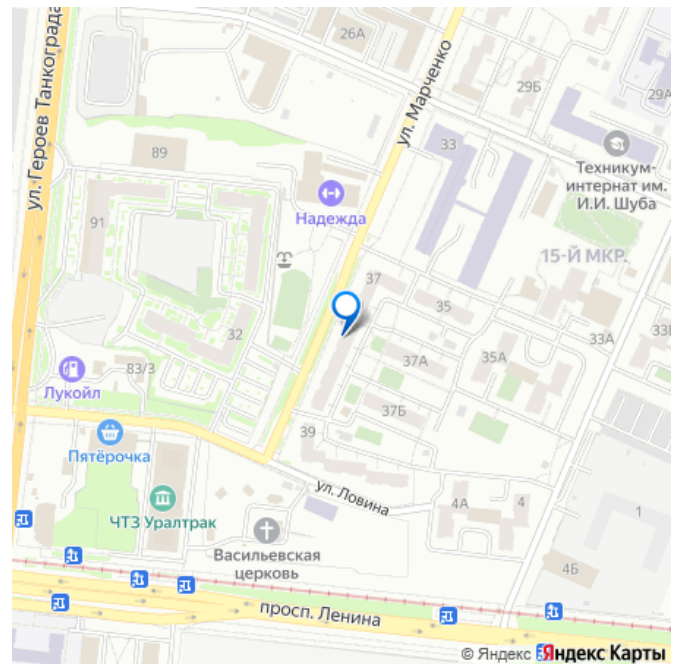 26А
ул. Марченко
29Б
29А
ул. Героев Танкограда
33
Техникум-
интернат им.
И.И. Шуба
89
Надежда
91
15-Й МКР.
37
35
32
33А
37А
35А
83/3
Лукойл
37Б
39
Пятёрочка
ул. Ловина
4А
4
1
ЧТЗ Уралтрак
Васильевская
церковь
4Б
просп. Ленина
© Яндекс Яндекс Карты